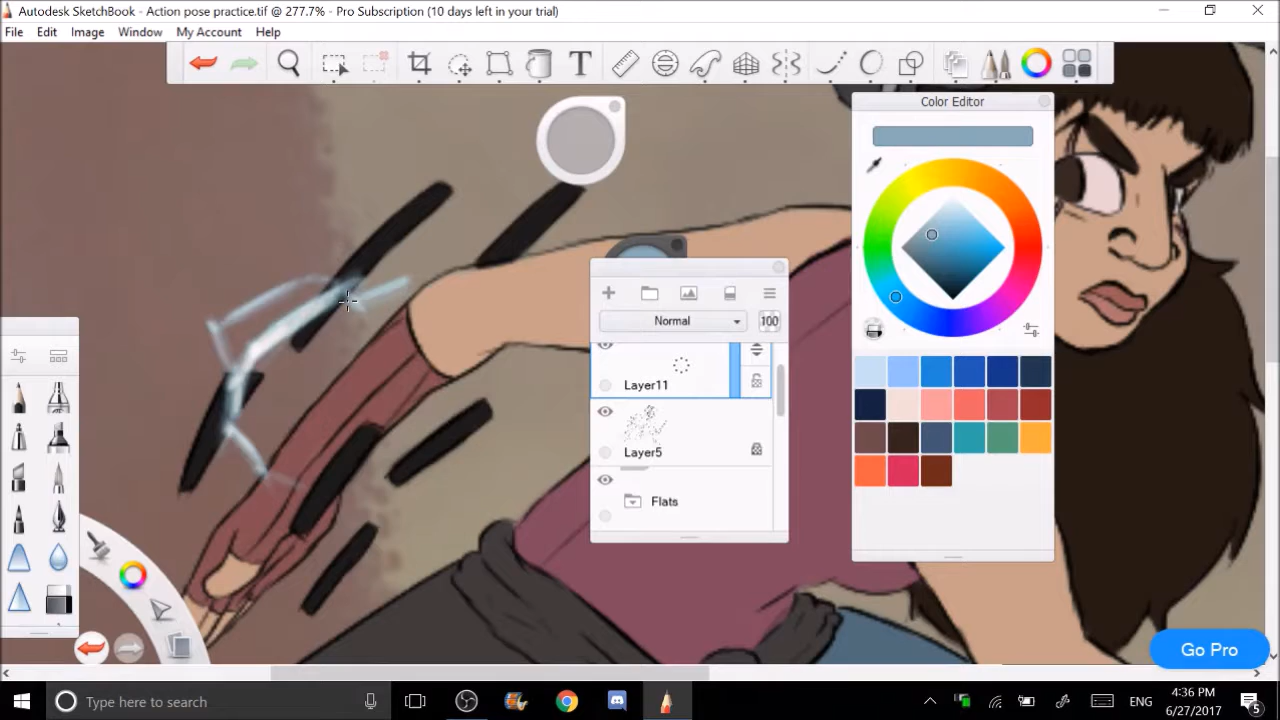 Autodesk SketchBook - Action pose practice.tif @ 277.7% - Pro Subscription (10 days left in your trial)
File Edit Image Window My Account Help
T
Color Editor
Normal 100
Layer11
Layer5
Flats
Go Pro
Type here to search
ENG
4:36 PM
6/27/2017
5